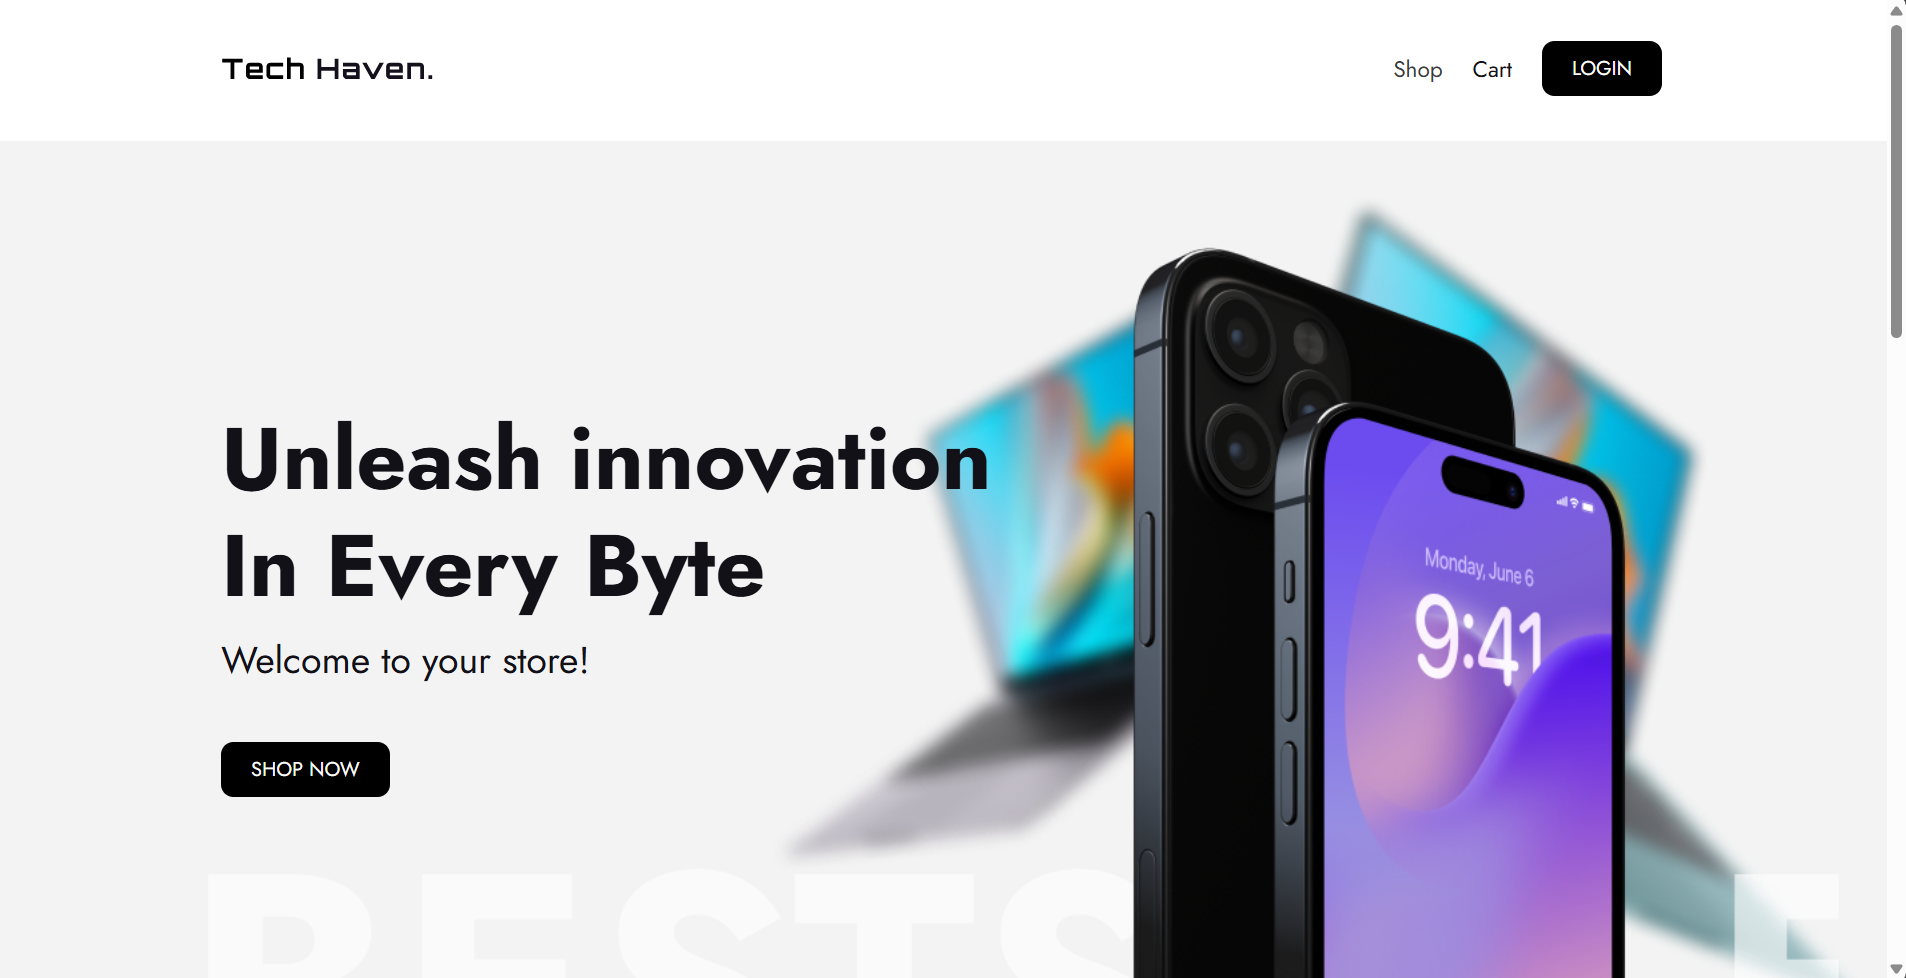 Tech Haven.
Shop
Cart
LOGIN
Unleash innovation
In Every Byte
Welcome to your store!
SHOP NOW
Monday, June 6
9:41
BESTS